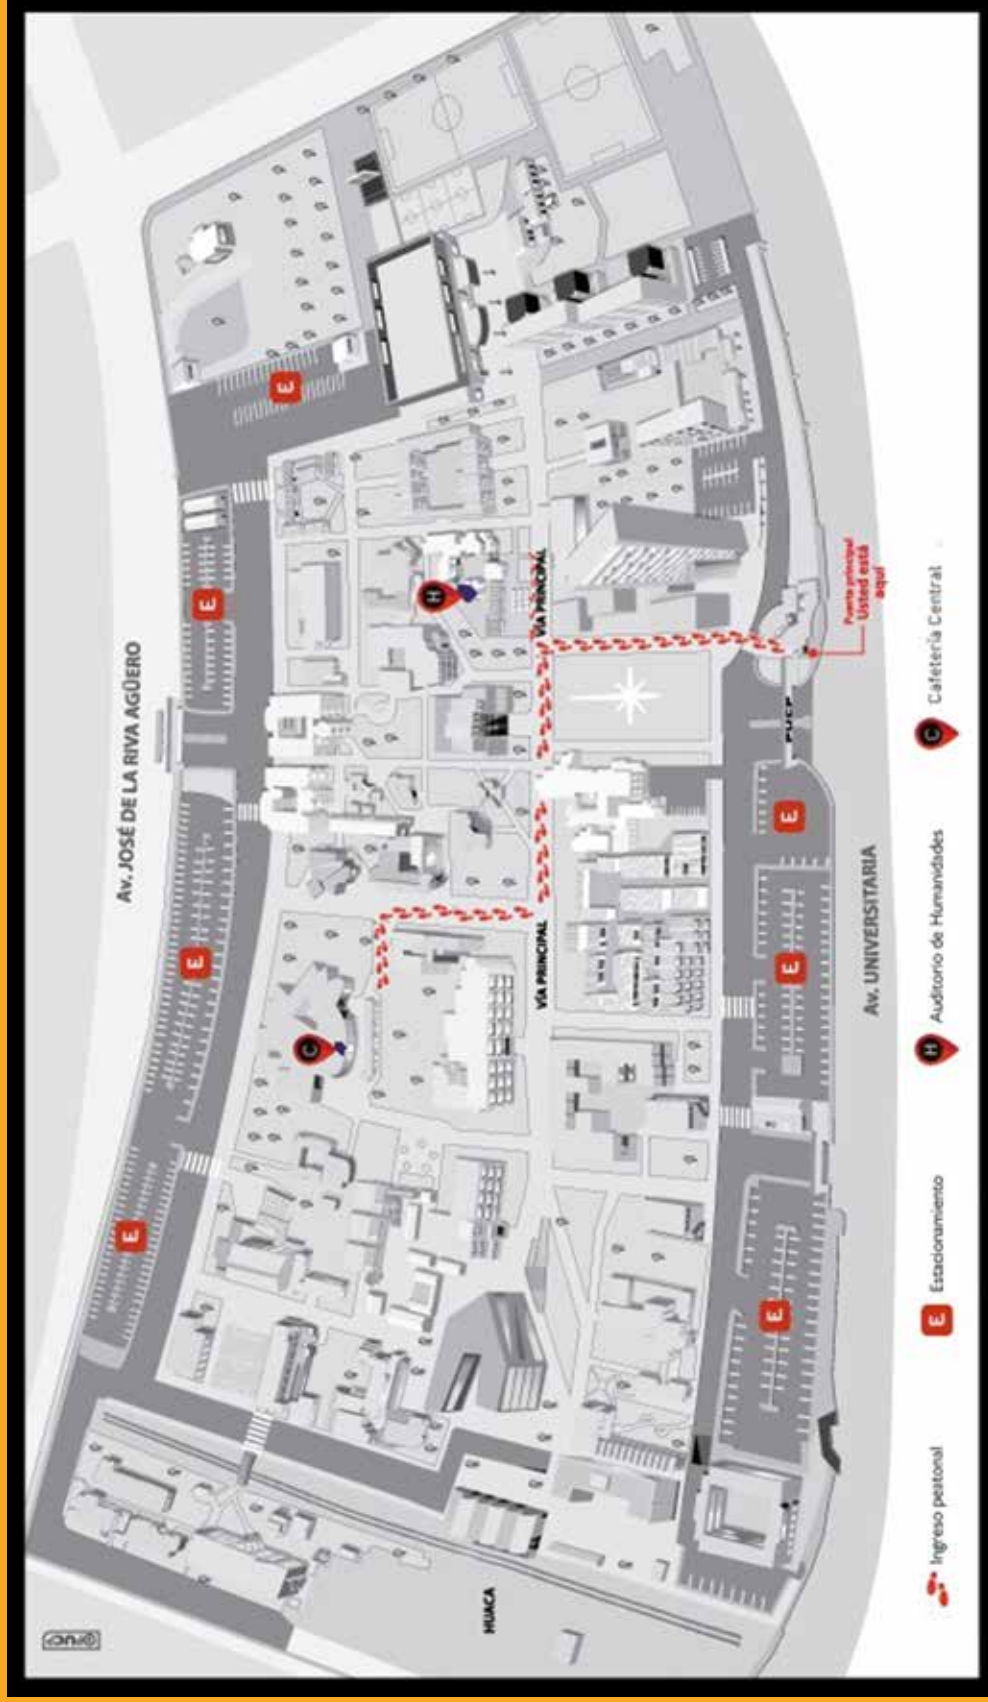 Av. JOSÉ DE LA RIVA AGÜERO
E
E
E
E
H
C
VÍA PRINCIPAL
VÍA PRINCIPAL
HUACA
PUCP
Puerta principal
Usted está
aquí
E
E
E
Av. UNIVERSITARIA
Ingreso peatonal
E Estacionamiento
H Auditorio de Humanidades
C Cafetería Central
PUCP